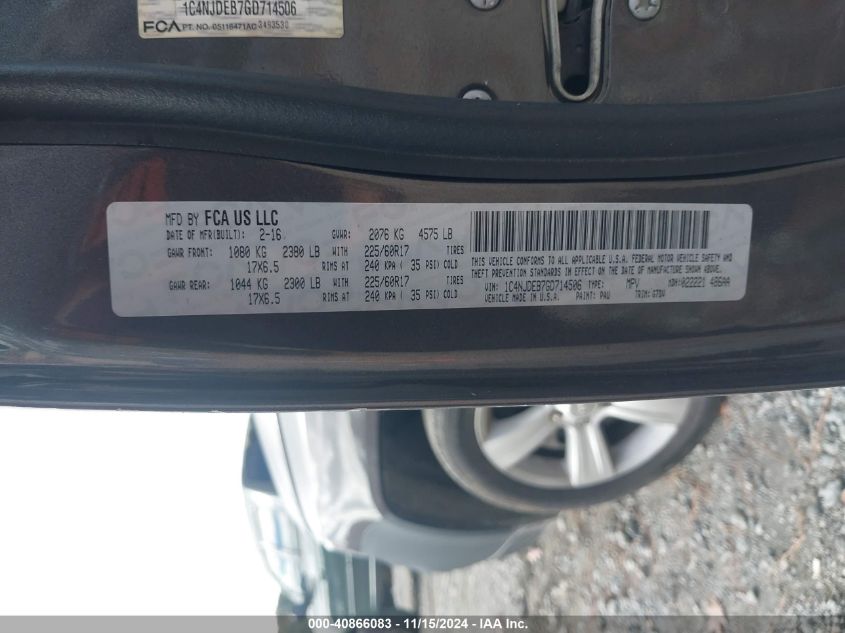 1C4NJDEB7GD714506
FCA PT. NO. 05116471AC 3493530
MFD BY FCA US LLC
DATE OF MFR(BUILT): 2-16 GVWR: 2076 KG 4575 LB
GAWR FRONT: 1080 KG 2380 LB WITH 225/60R17 TIRES
17X6.5 RIMS AT 240 KPA ( 35 PSI) COLD
GAWR REAR: 1044 KG 2300 LB WITH 225/60R17 TIRES
17X6.5 RIMS AT 240 KPA ( 35 PSI) COLD
THIS VEHICLE CONFORMS TO ALL APPLICABLE U.S.A. FEDERAL MOTOR VEHICLE SAFETY AND
THEFT PREVENTION STANDARDS IN EFFECT ON THE DATE OF MANUFACTURE SHOWN ABOVE.
VIN: 1C4NJDEB7GD714506 TYPE: MPV MDH: 022221 486AA
VEHICLE MADE IN U.S.A. PAINT: PAU TRIM:
000-40866083 — 11/15/2024 — IAA Inc.